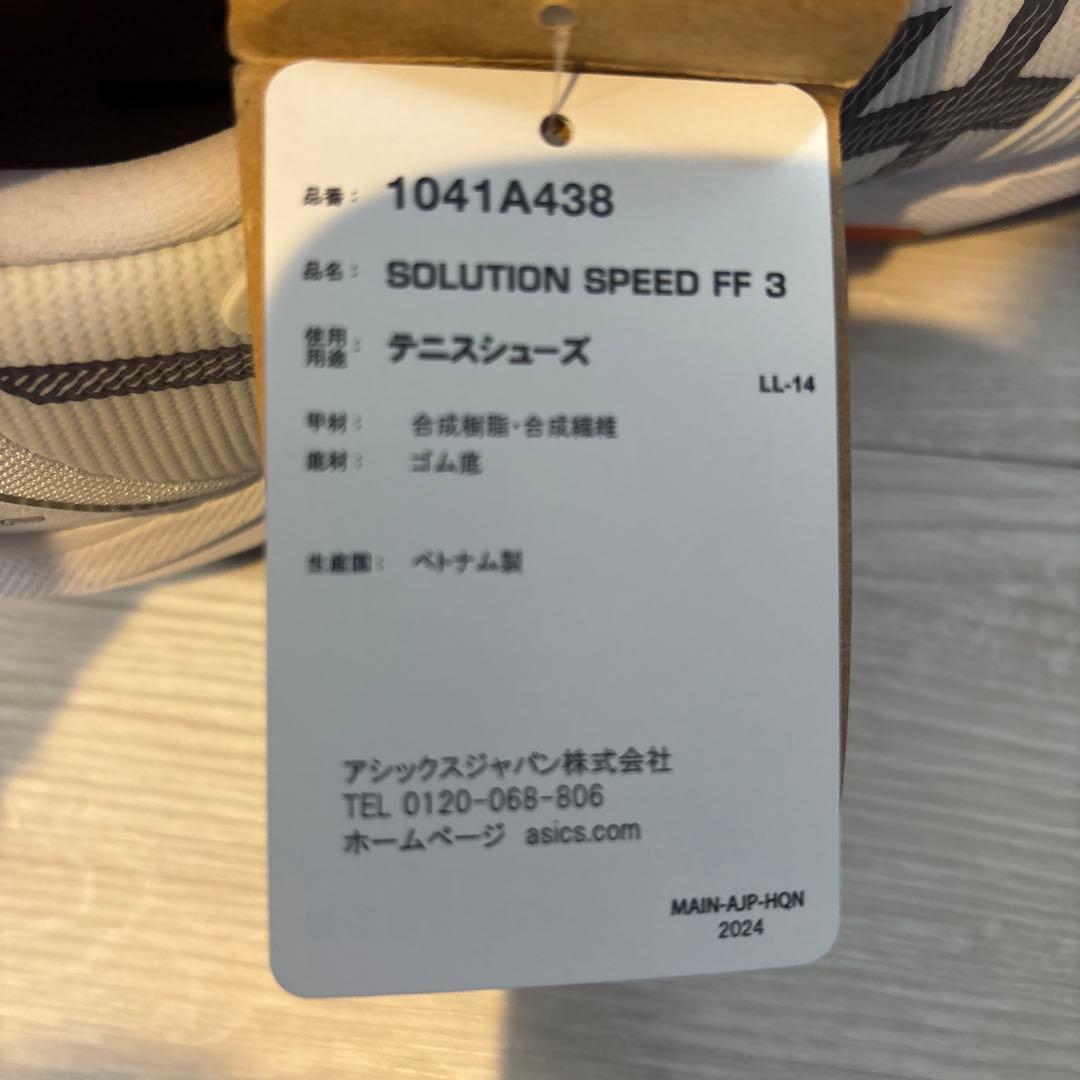 品番： 1041A438
品名： SOLUTION SPEED FF 3
使用
用途： テニスシューズ
LL-14
甲材： 合成樹脂・合成繊維
底材： ゴム底
生産国： ベトナム製
アシックスジャパン株式会社
TEL 0120-068-806
ホームページ asics.com
MAIN-AJP-HQN
2024